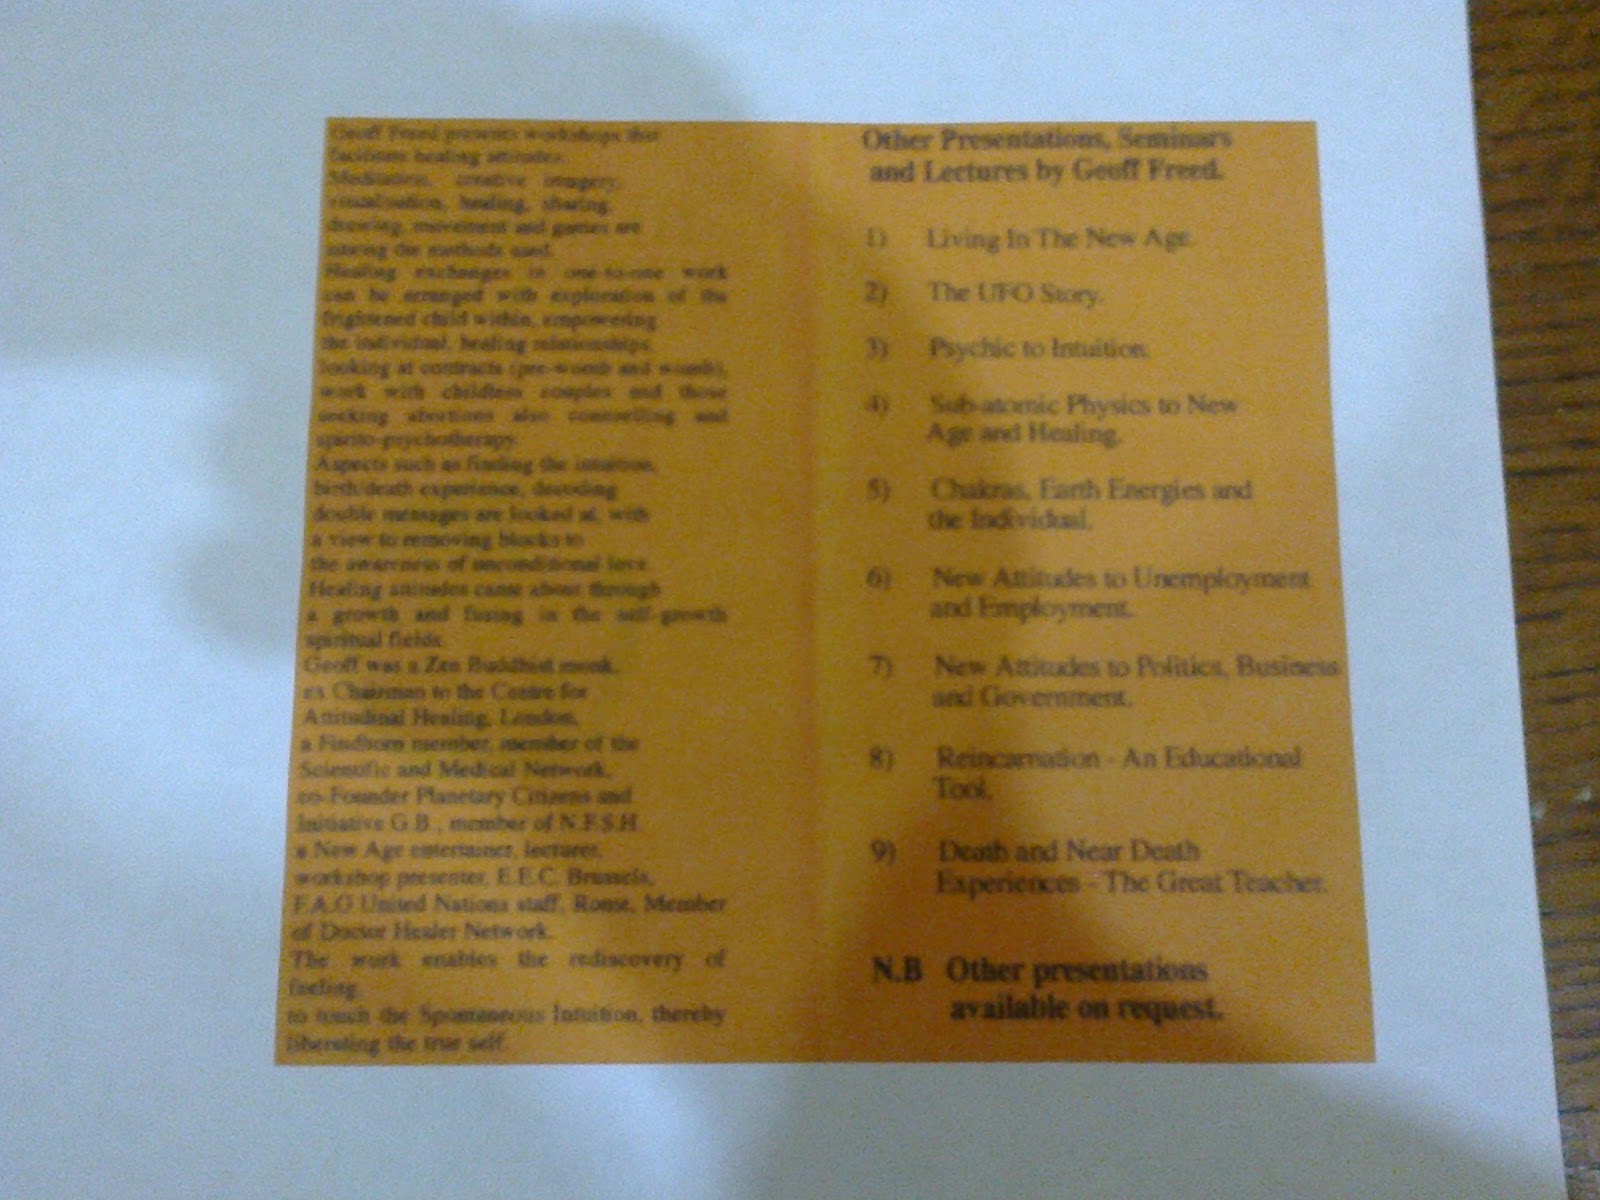 Geoff Freed presents workshops that
facilitate healing attitudes.
Meditation, creative imagery,
visualisation, healing, sharing,
drawing, movement and games are
among the methods used.
Healing exchanges in one-to-one work
can be arranged with exploration of the
frightened child within, empowering
the individual, healing relationships
looking at contracts (pre-womb and womb),
work with childless couples and those
seeking abortions also counselling and
spirito-psychotherapy.
Aspects such as finding the intuition,
birth/death experience, decoding
double messages are looked at, with
a view to removing blocks to
the awareness of unconditional love.
Healing attitudes came about through
a growth and fusing in the self-growth
spiritual fields.
Geoff was a Zen Buddhist monk,
ex Chairman to the Centre for
Attitudinal Healing, London,
a Findhorn member, member of the
Scientific and Medical Network,
co-Founder Planetary Citizens and
Initiative G.B., member of N.F.S.H.
a New Age entertainer, lecturer,
workshop presenter, E.E.C. Brussels,
F.A.O United Nations staff, Rome, Member
of Doctor Healer Network.
The work enables the rediscovery of
feeling
to touch the Spontaneous Intuition, thereby
liberating the true self.
Other Presentations, Seminars
and Lectures by Geoff Freed.
1) Living In The New Age.
2) The UFO Story.
3) Psychic to Intuition.
4) Sub-atomic Physics to New
Age and Healing.
5) Chakras, Earth Energies and
the Individual.
6) New Attitudes to Unemployment
and Employment.
7) New Attitudes to Politics, Business
and Government.
8) Reincarnation - An Educational
Tool.
9) Death and Near Death
Experiences - The Great Teacher.
N.B Other presentations
available on request.